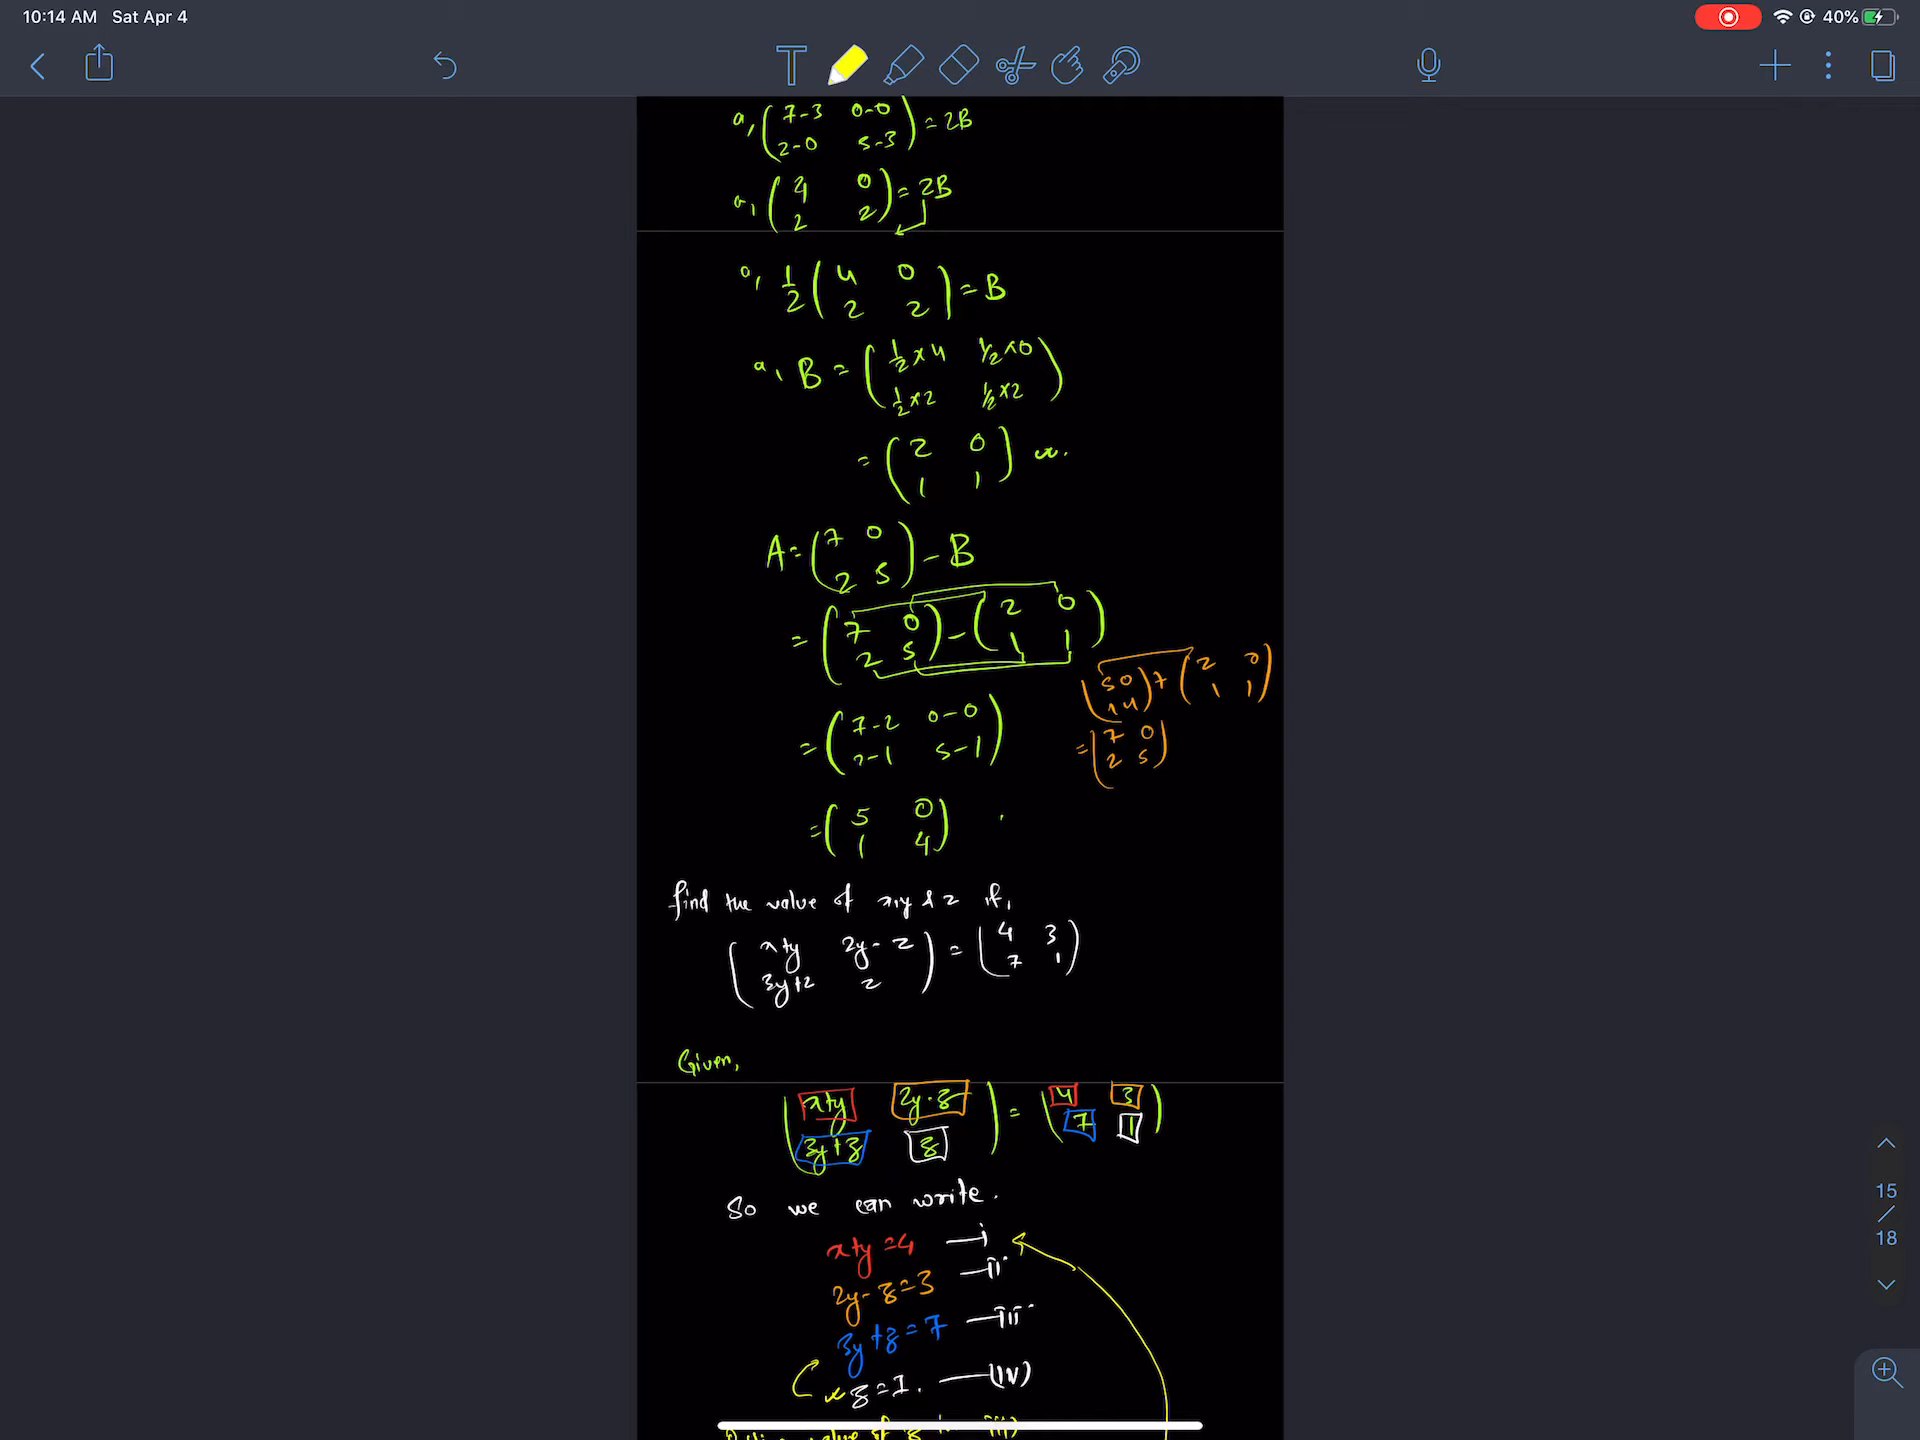 10:14 AM Sat Apr 4
40%
a, (7-3 0-0
2-0 5-3) = 2B
a, (4 0
2 2) = 2B
a, 1/2 (4 0
2 2) = B
a, B = (1/2×4 1/2×0
1/2×2 1/2×2)
= (2 0
1 1)
A = (7 0
2 5) - B
= (7 0
2 5) - (2 0
1 1)
(5 0
1 4) + (2 0
1 1)
= (7-2 0-0
2-1 5-1)
= (7 0
2 5)
= (5 0
1 4)
find the value of x,y & z if,
(x+y 2y-z
3y+z z) = (4 3
7 1)
Given,
(x+y 2y-z
3y+z z) = (4 3
7 1)
So we can write.
x+y=4 —i
2y-z=3 —ii
3y+z=7 —iii
z=1. —(iv)
15
/
18